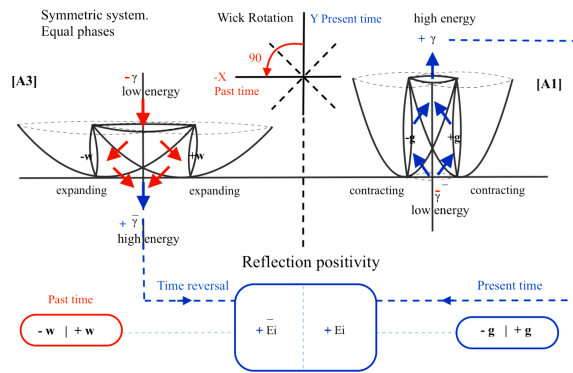 Symmetric system.
Equal phases
Wick Rotation
Y Present time
high energy
+ γ
90
[A3]
- γ
low energy
-X
Past time
[A1]
-w
+w
-g
+g
expanding
expanding
contracting
contracting
- γ̄
low energy
+ γ̄
high energy
Reflection positivity
Time reversal
Present time
Past time
- w | + w
+ Ēi
+ Ei
- g | + g